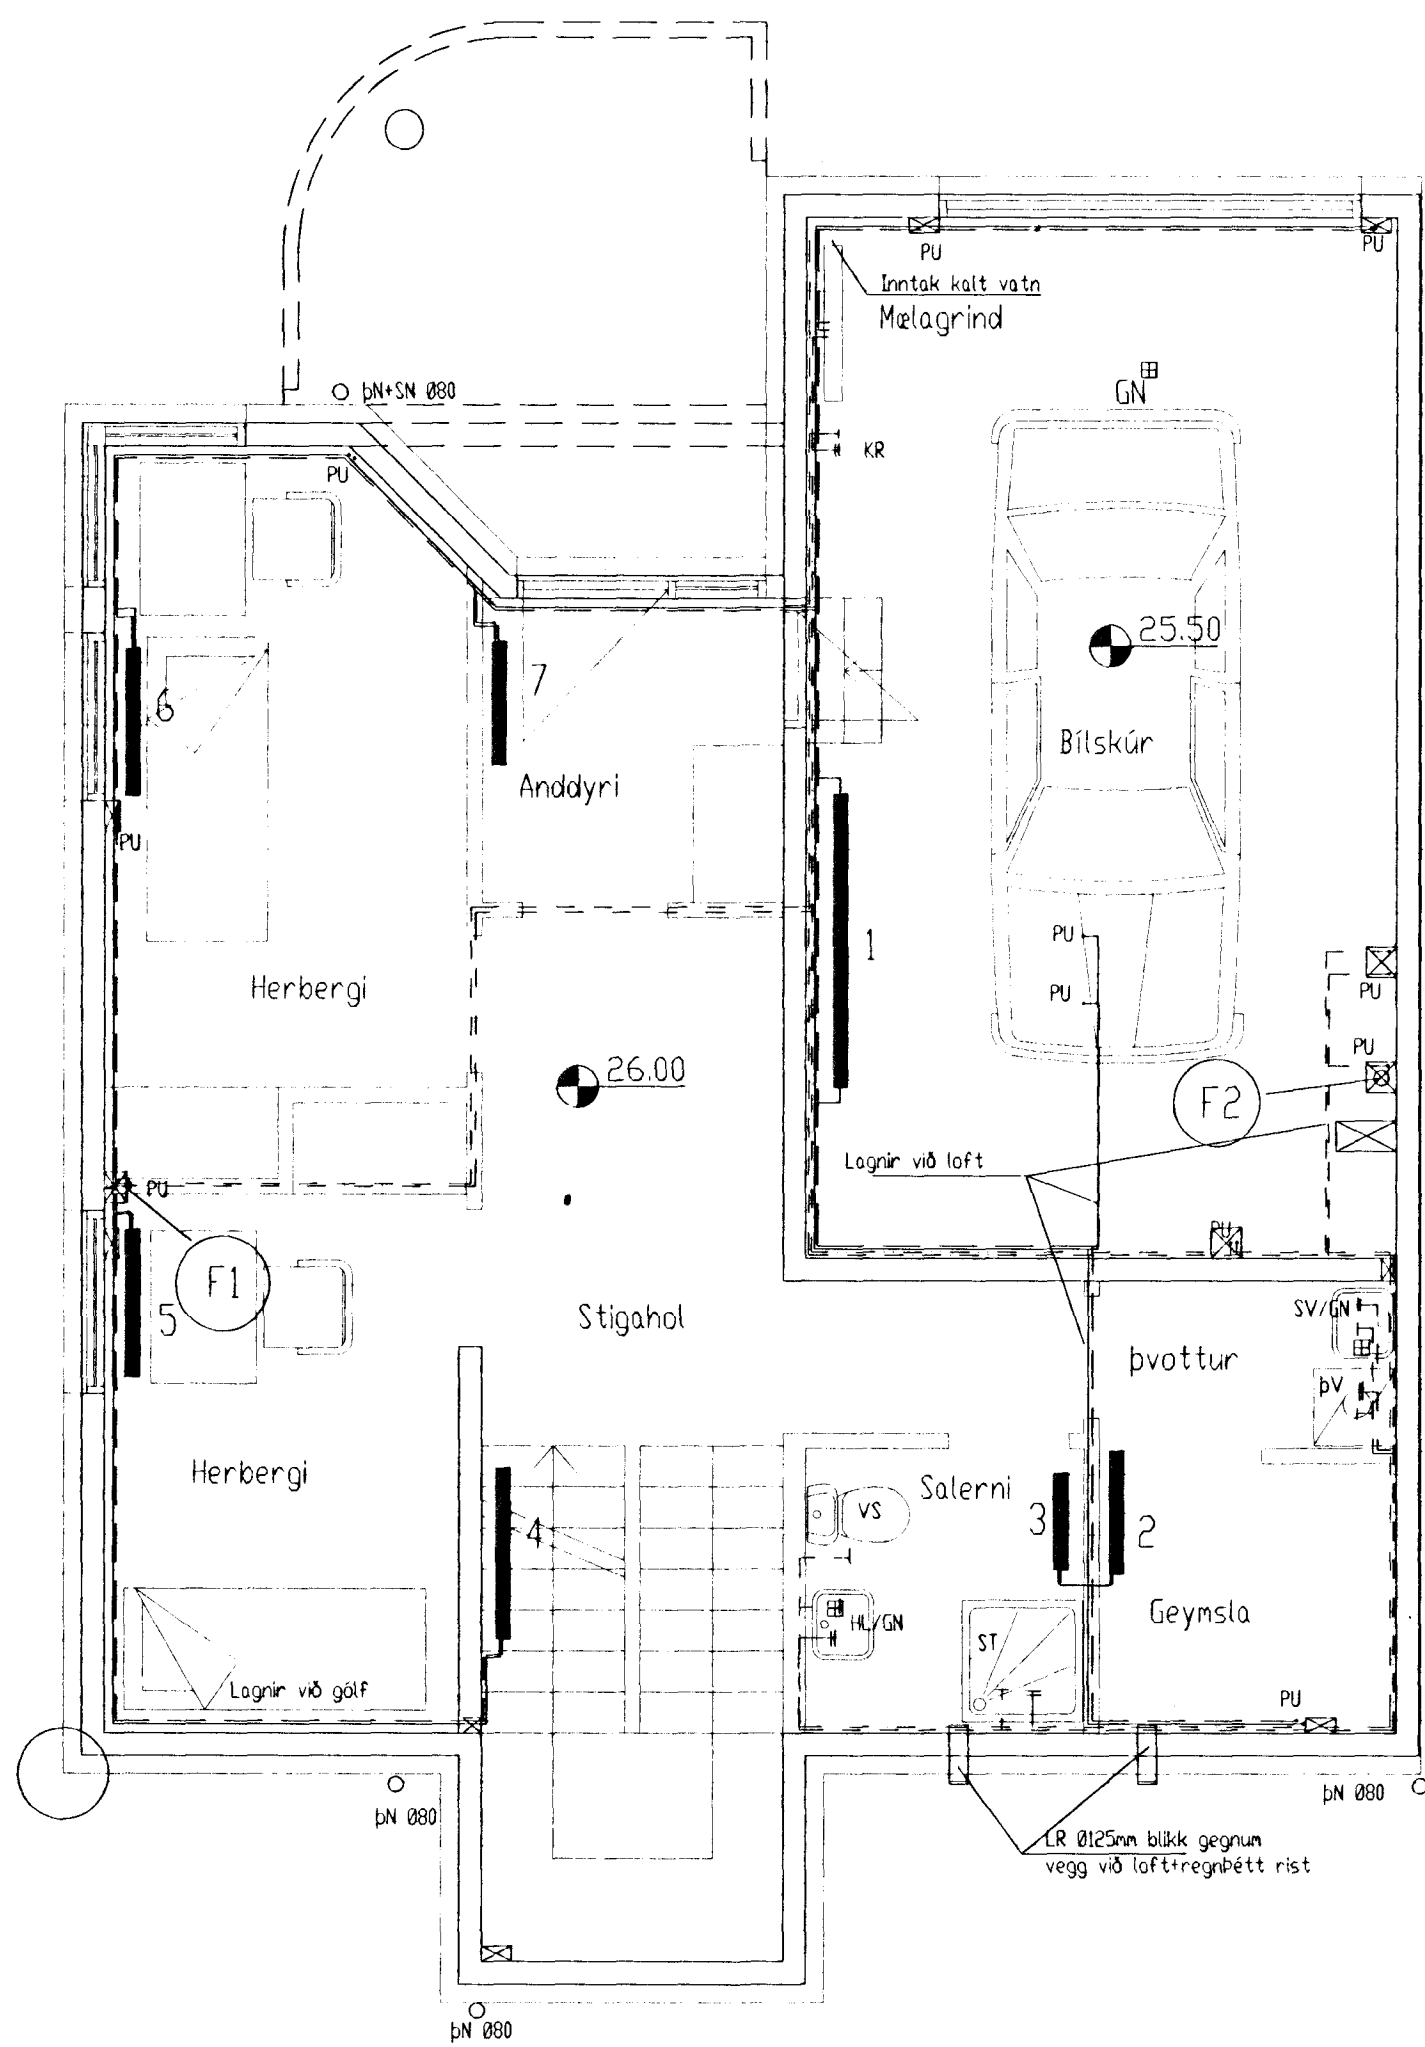 PU
PU
Inntak kalt vatn
Mælagrind
GN
þN+SN Ø80
KR
PU
25.50
7
6
Bílskúr
Anddyri
PU
1
PU
Herbergi
PU
PU
PU
26.00
F2
Lagnir við loft
PU
PU
F1
SV/GN
5
Stigahol
þvottur
þV
Herbergi
Salerni
VS
3
2
4
Geymsla
HL/GN
ST
Lagnir við gólf
PU
þN Ø80
þN Ø80
LR Ø125mm blikk gegnum
vegg við loft+regnþétt rist
þN Ø80